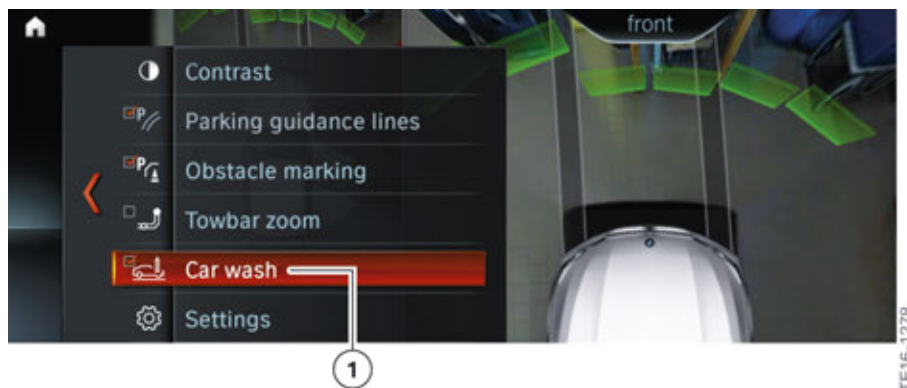 front
Contrast
P
Parking guidance lines
P
Obstacle marking
Towbar zoom
Car wash
Settings
1
TE16-1279